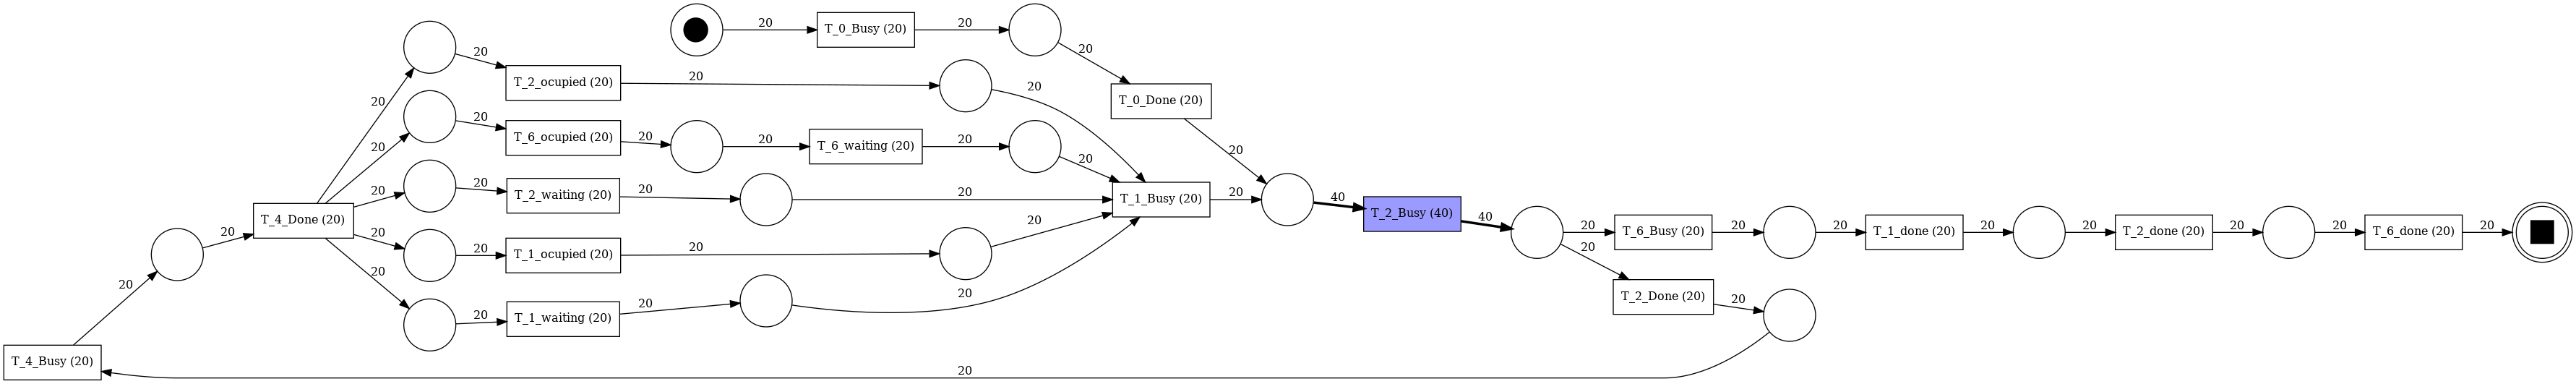 20
T_0_Busy (20)
20
20
T_0_Done (20)
20
20
T_2_ocupied (20)
20
20
20
20
T_6_ocupied (20)
20
20
T_6_waiting (20)
20
20
20
20
T_2_waiting (20)
20
20
T_4_Busy (20)
20
20
T_4_Done (20)
20
20
T_1_ocupied (20)
20
20
20
20
T_1_waiting (20)
20
20
T_1_Busy (20)
20
40
T_2_Busy (40)
40
20
T_6_Busy (20)
20
20
T_1_done (20)
20
20
T_2_done (20)
20
20
T_6_done (20)
20
20
T_2_Done (20)
20
20